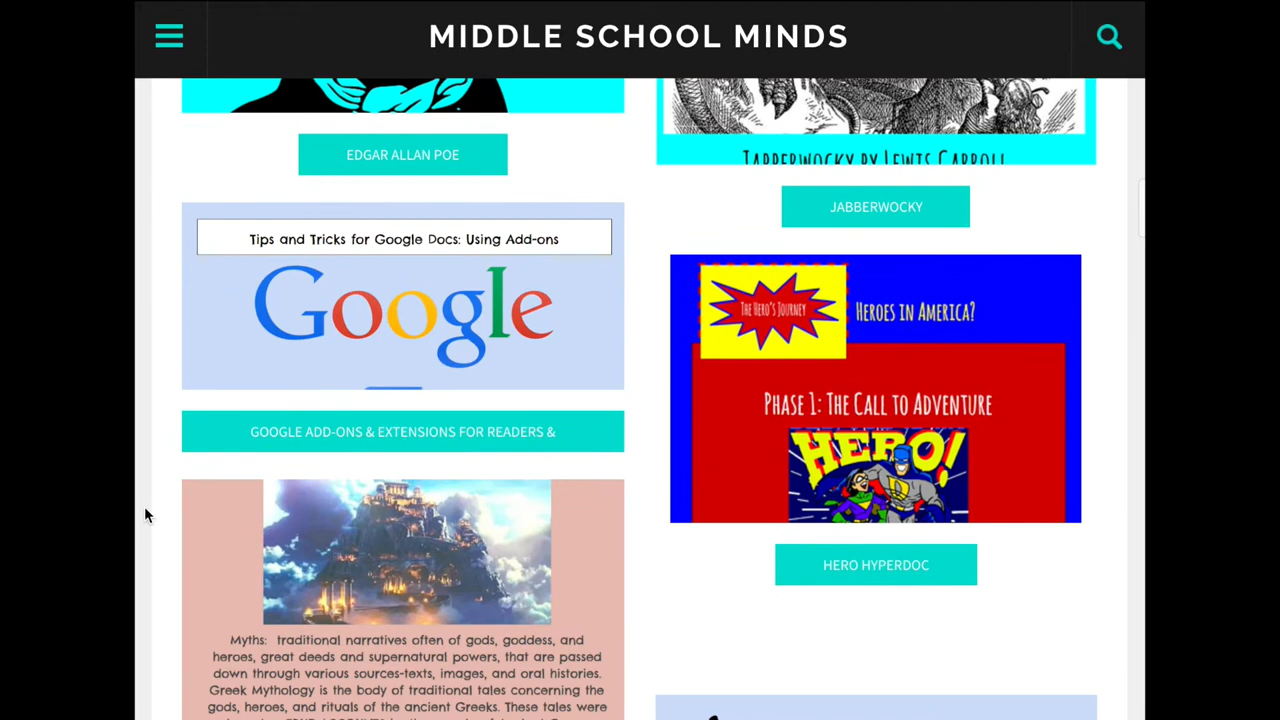 MIDDLE SCHOOL MINDS
EDGAR ALLAN POE
Tips and Tricks for Google Docs: Using Add-ons
Google
GOOGLE ADD-ONS & EXTENSIONS FOR READERS &
Myths: traditional narratives often of gods, goddess, and
heroes, great deeds and supernatural powers, that are passed
down through various sources-texts, images, and oral histories.
Greek Mythology is the body of traditional tales concerning the
gods, heroes, and rituals of the ancient Greeks. These tales were
JABBERWOCKY BY LEWIS CARROLL
JABBERWOCKY
THE HERO'S JOURNEY
HEROES IN AMERICA?
PHASE 1: THE CALL TO ADVENTURE
HERO!
HERO HYPERDOC